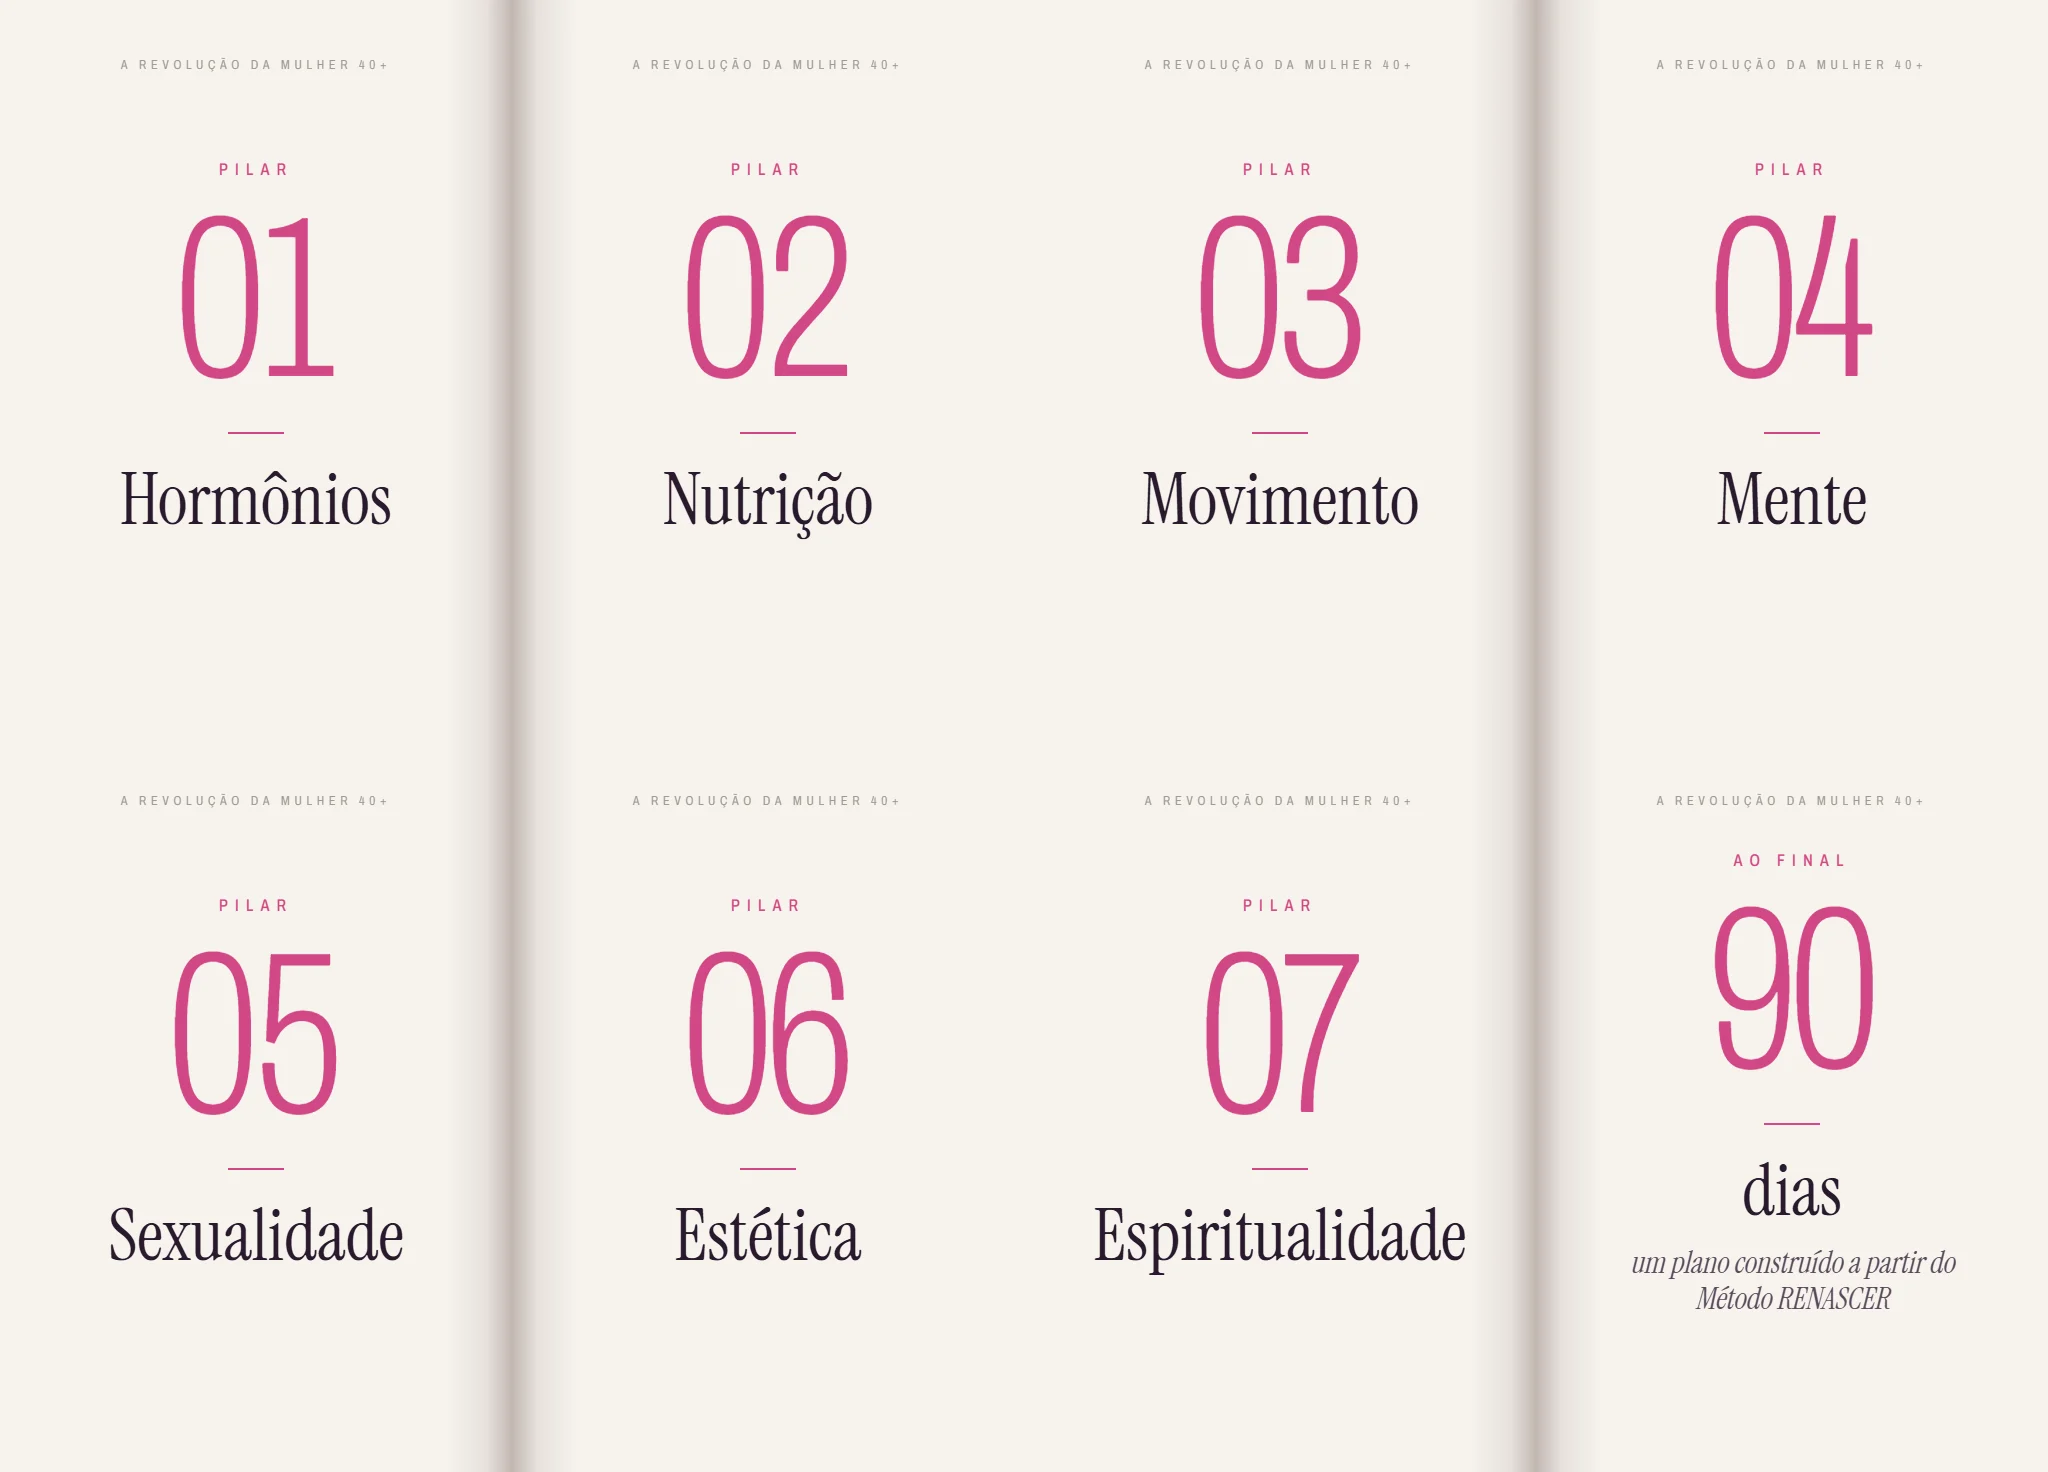 A REVOLUÇÃO DA MULHER 40+
PILAR
01
Hormônios
A REVOLUÇÃO DA MULHER 40+
PILAR
02
Nutrição
A REVOLUÇÃO DA MULHER 40+
PILAR
03
Movimento
A REVOLUÇÃO DA MULHER 40+
PILAR
04
Mente
A REVOLUÇÃO DA MULHER 40+
PILAR
05
Sexualidade
A REVOLUÇÃO DA MULHER 40+
PILAR
06
Estética
A REVOLUÇÃO DA MULHER 40+
PILAR
07
Espiritualidade
A REVOLUÇÃO DA MULHER 40+
AO FINAL
90
dias
um plano construído a partir do
Método RENASCER